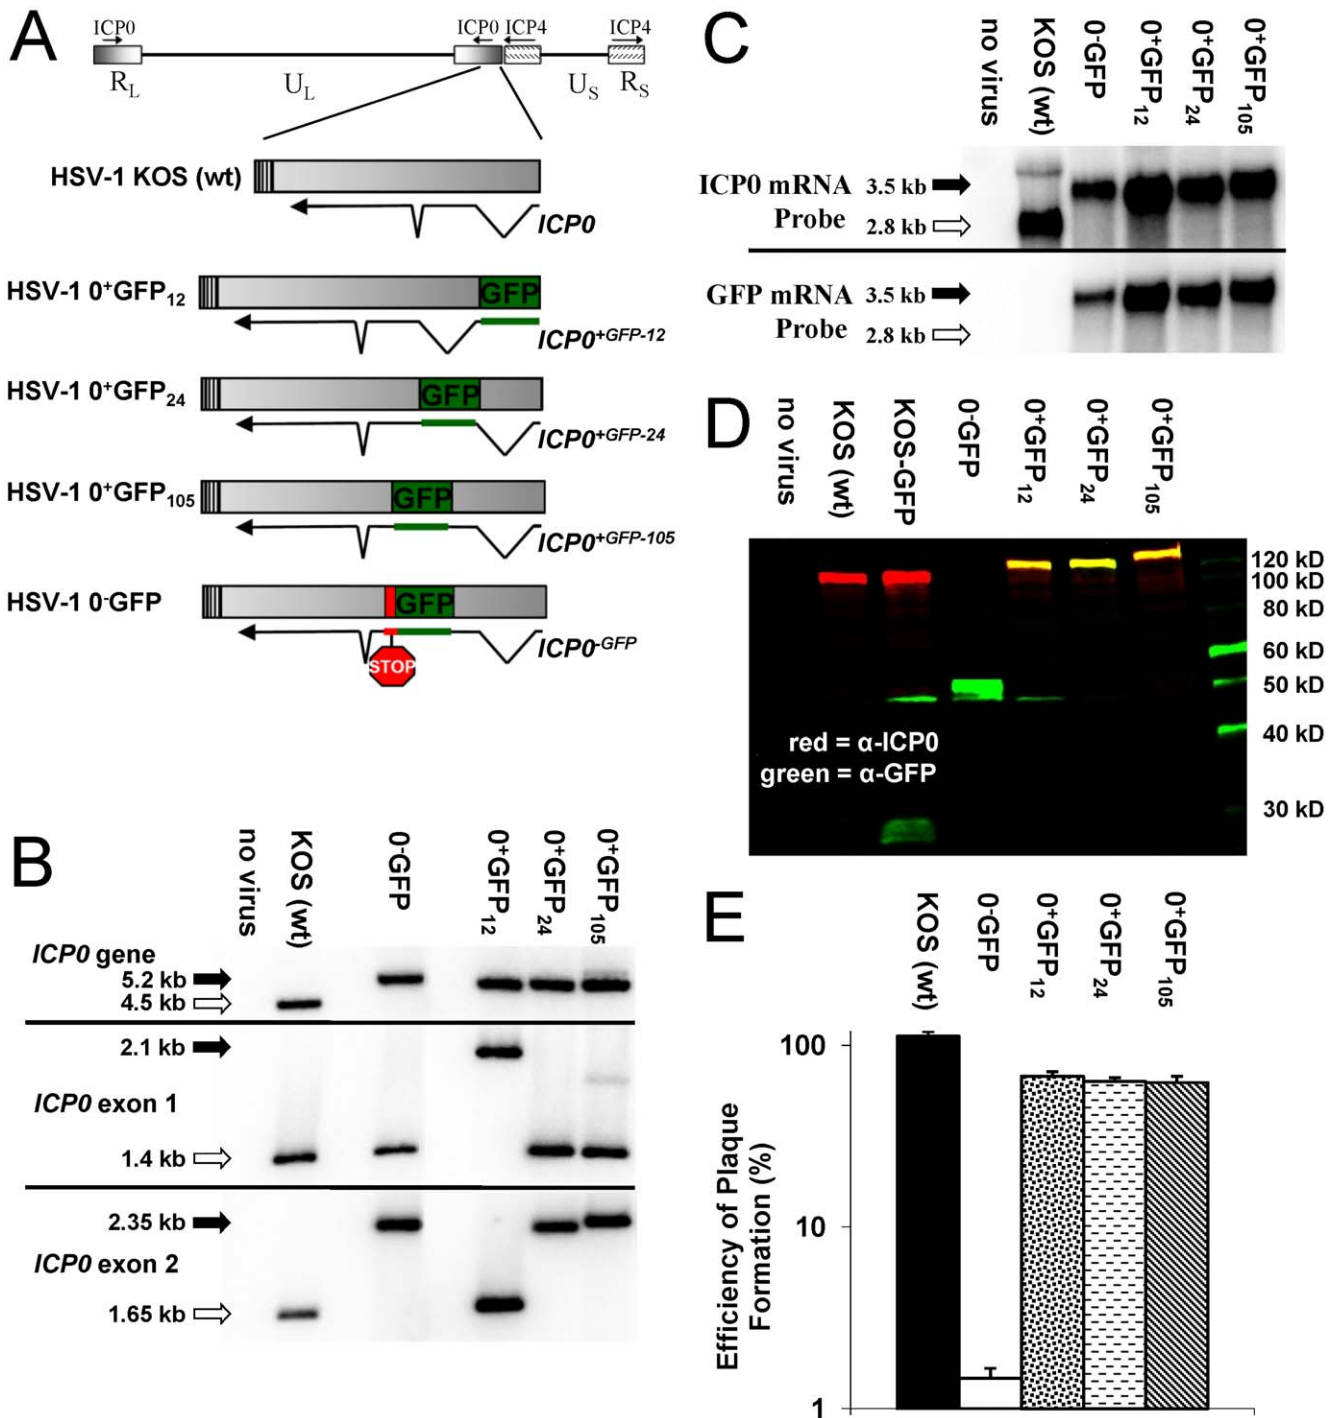 A
ICP0 ICP0 ICP4 ICP4
R_L U_L U_S R_S
HSV-1 KOS (wt)
ICP0
HSV-1 0⁺GFP₁₂ GFP
ICP0⁺ᴳᶠᴾ⁻¹²
HSV-1 0⁺GFP₂₄ GFP
ICP0⁺ᴳᶠᴾ⁻²⁴
HSV-1 0⁺GFP₁₀₅ GFP
ICP0⁺ᴳᶠᴾ⁻¹⁰⁵
HSV-1 0⁻GFP GFP
ICP0⁻ᴳᶠᴾ
STOP
B
no virus
KOS (wt)
0⁻GFP
0⁺GFP₁₂
0⁺GFP₂₄
0⁺GFP₁₀₅
ICP0 gene
5.2 kb
4.5 kb
2.1 kb
ICP0 exon 1
1.4 kb
2.35 kb
ICP0 exon 2
1.65 kb
C
no virus
KOS (wt)
0⁻GFP
0⁺GFP₁₂
0⁺GFP₂₄
0⁺GFP₁₀₅
ICP0 mRNA 3.5 kb
Probe 2.8 kb
GFP mRNA 3.5 kb
Probe 2.8 kb
D
no virus
KOS (wt)
KOS-GFP
0⁻GFP
0⁺GFP₁₂
0⁺GFP₂₄
0⁺GFP₁₀₅
120 kD
100 kD
80 kD
60 kD
50 kD
40 kD
30 kD
red = α-ICP0
green = α-GFP
E
KOS (wt)
0⁻GFP
0⁺GFP₁₂
0⁺GFP₂₄
0⁺GFP₁₀₅
Efficiency of Plaque
Formation (%)
100
10
1